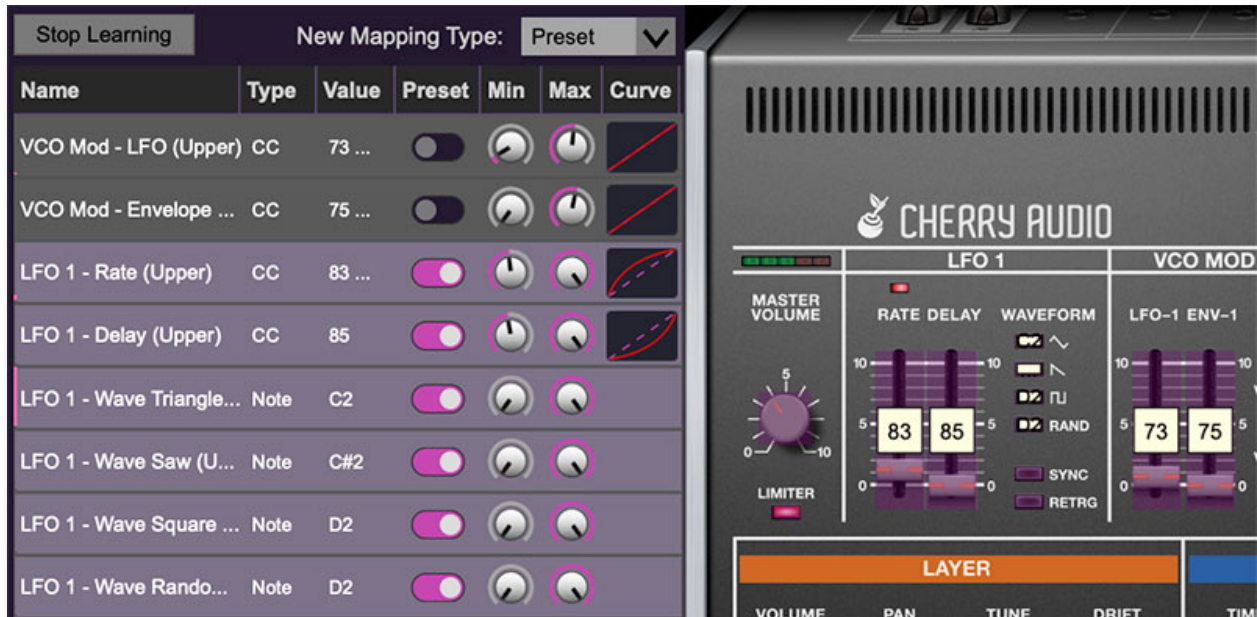 Stop Learning New Mapping Type: Preset
Name Type Value Preset Min Max Curve
VCO Mod - LFO (Upper) CC 73 ...
VCO Mod - Envelope ... CC 75 ...
LFO 1 - Rate (Upper) CC 83 ...
LFO 1 - Delay (Upper) CC 85
LFO 1 - Wave Triangle... Note C2
LFO 1 - Wave Saw (U... Note C#2
LFO 1 - Wave Square ... Note D2
LFO 1 - Wave Rando... Note D2
CHERRY AUDIO
LFO 1 VCO MOD
MASTER
VOLUME
5
0 10
LIMITER
RATE DELAY WAVEFORM
10 10
5 83 85 5
0 0
RAND
SYNC
RETRG
LFO-1 ENV-1
10 10
5 73 75 5
0 0
LAYER
VOLUME PAN TUNE DRIFT TIM